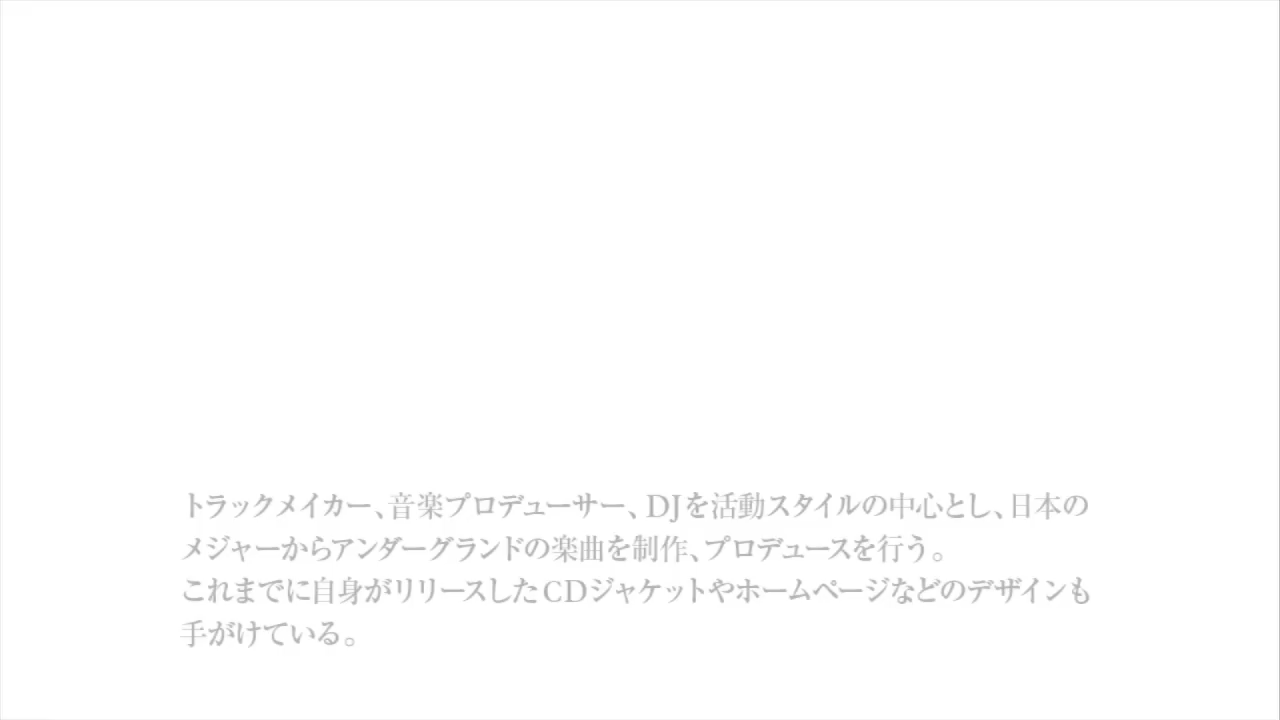 トラックメイカー、音楽プロデューサー、DJを活動スタイルの中心とし、日本の
メジャーからアンダーグランドの楽曲を制作、プロデュースを行う。
これまでに自身がリリースしたCDジャケットやホームページなどのデザインも
手がけている。